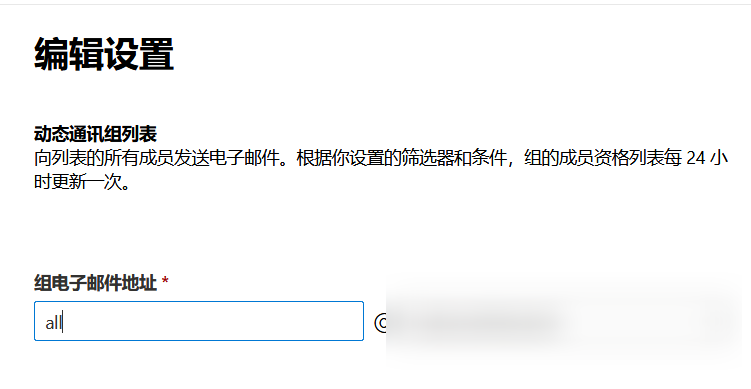 编辑设置
动态通讯组列表
向列表的所有成员发送电子邮件。根据你设置的筛选器和条件，组的成员资格列表每 24 小
时更新一次。
组电子邮件地址 *
all @